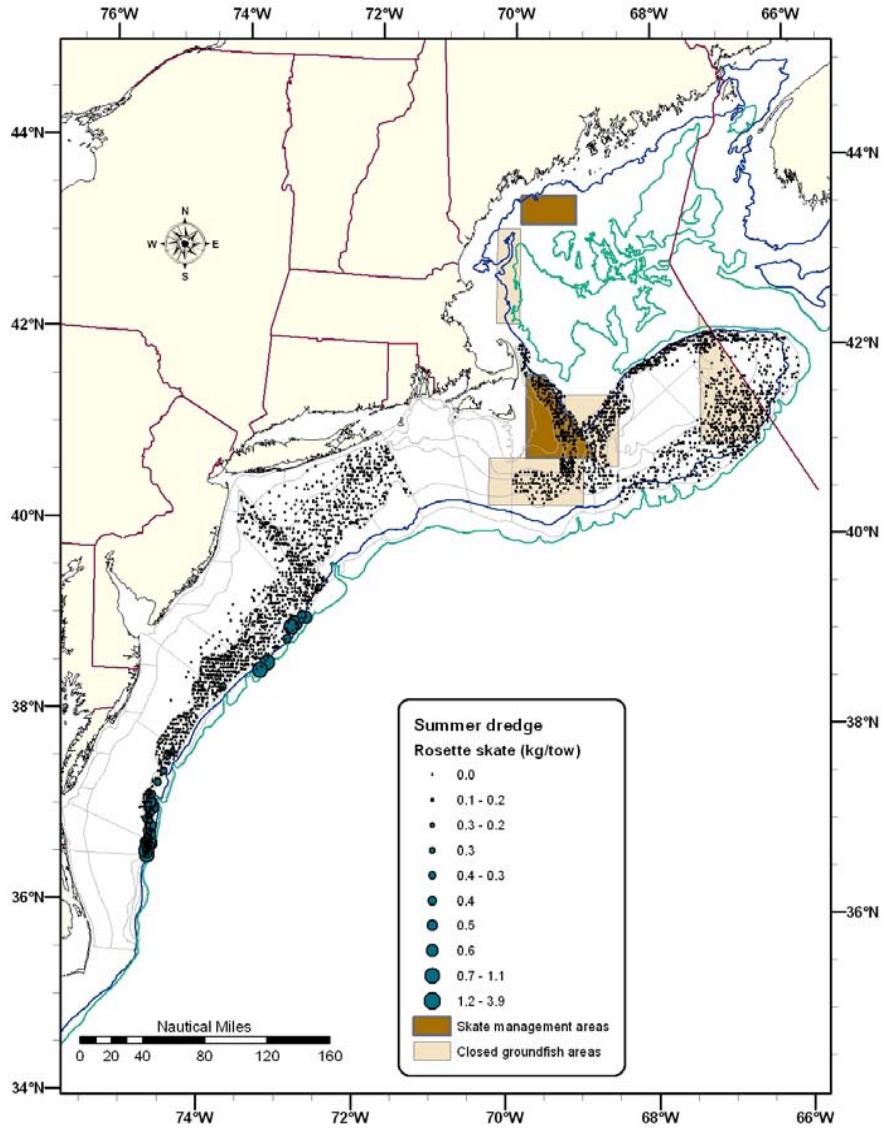 76°W 74°W 72°W 70°W 68°W 66°W
44°N
44°N
N
W E
S
42°N
42°N
40°N
40°N
38°N
38°N
Summer dredge
Rosette skate (kg/tow)
0.0
0.1 - 0.2
0.3 - 0.2
0.3
0.4 - 0.3
0.4
0.5
0.6
0.7 - 1.1
1.2 - 3.9
Skate management areas
Closed groundfish areas
36°N
36°N
Nautical Miles
0 10 20 40 80 120 160
34°N
74°W 72°W 70°W 68°W 66°W